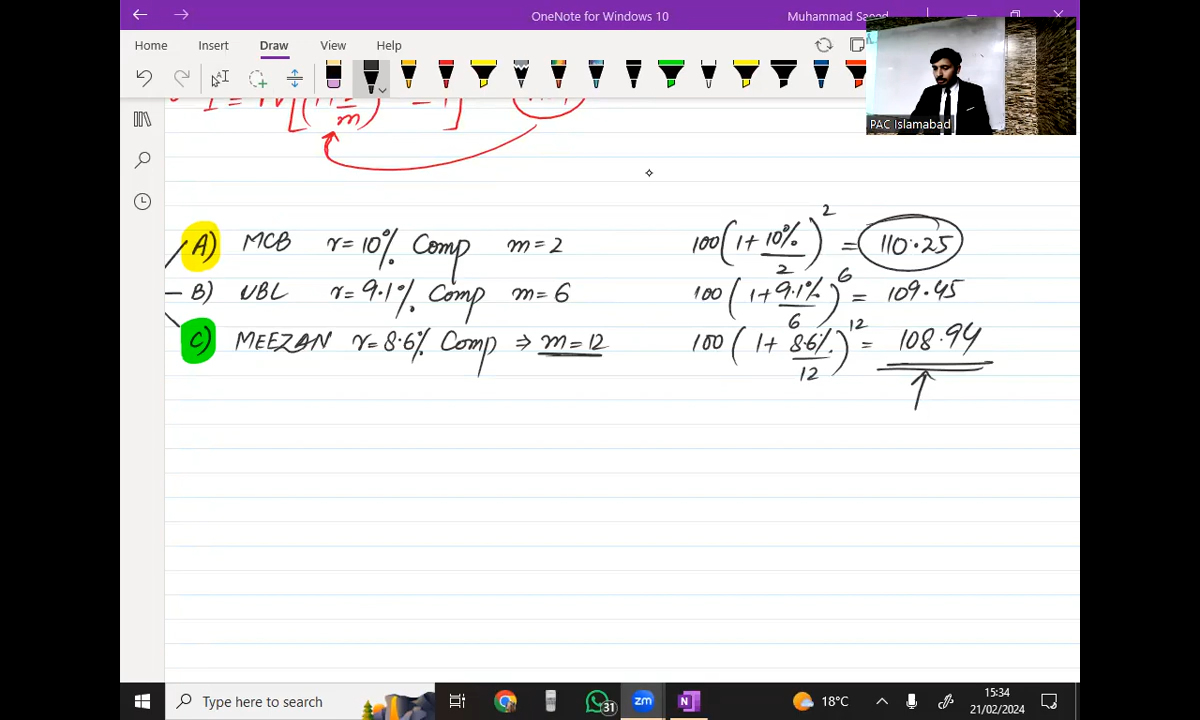 OneNote for Windows 10
Muhammad Saeed
Home Insert Draw View Help
PAC Islamabad
m
A) MCB r = 10% Comp m = 2 100(1 + 10%/2)^2 = 110.25
B) UBL r = 9.1% Comp m = 6 100(1 + 9.1%/6)^6 = 109.45
C) MEEZAN r = 8.6% Comp ⇒ m = 12 100(1 + 8.6%/12)^12 = 108.94
Type here to search
31
zm
N
18°C
15:34
21/02/2024